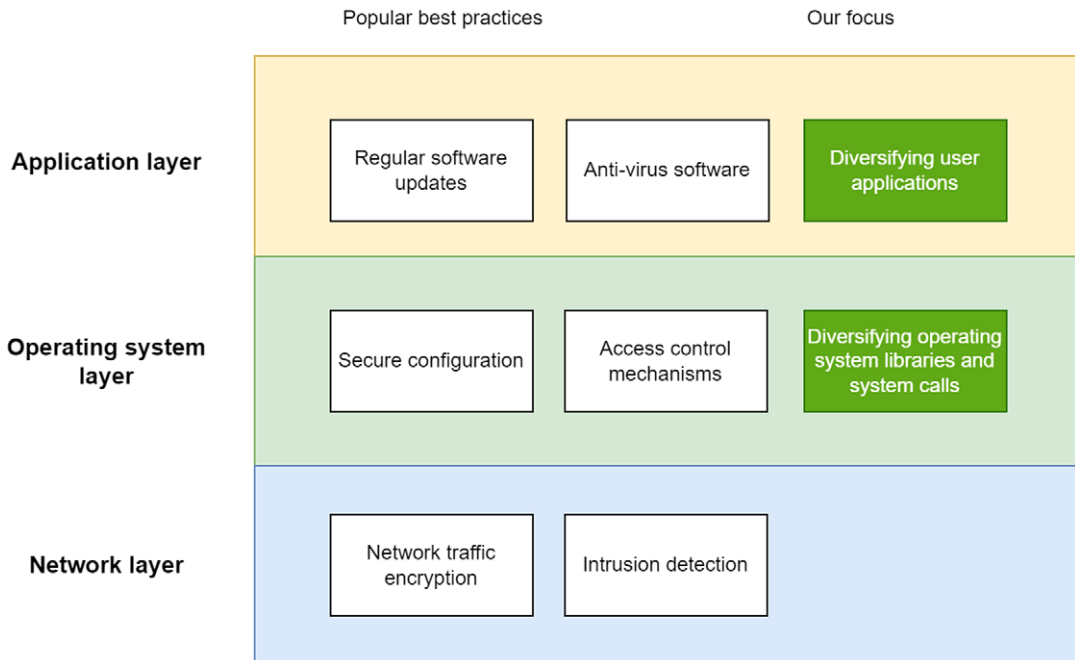 Popular best practices
Our focus
Application layer
Regular software
updates
Anti-virus software
Diversifying user
applications
Operating system
layer
Secure configuration
Access control
mechanisms
Diversifying operating
system libraries and
system calls
Network layer
Network traffic
encryption
Intrusion detection